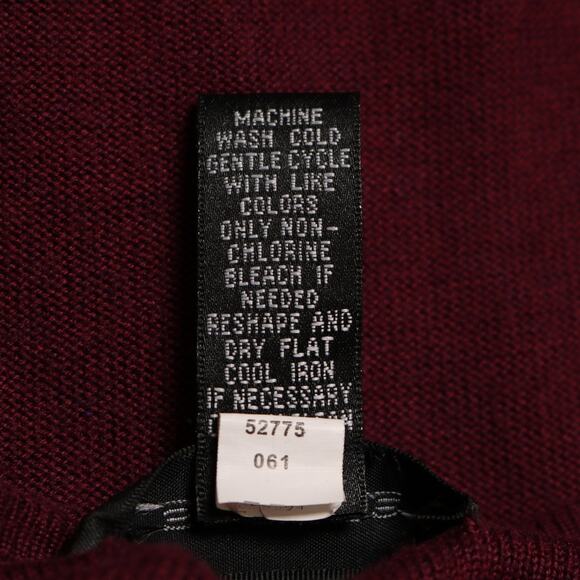 MACHINE
WASH COLD
GENTLE CYCLE
WITH LIKE
COLORS
ONLY NON-
CHLORINE
BLEACH IF
NEEDED
RESHAPE AND
DRY FLAT
COOL IRON
IF NECESSARY
52775
061